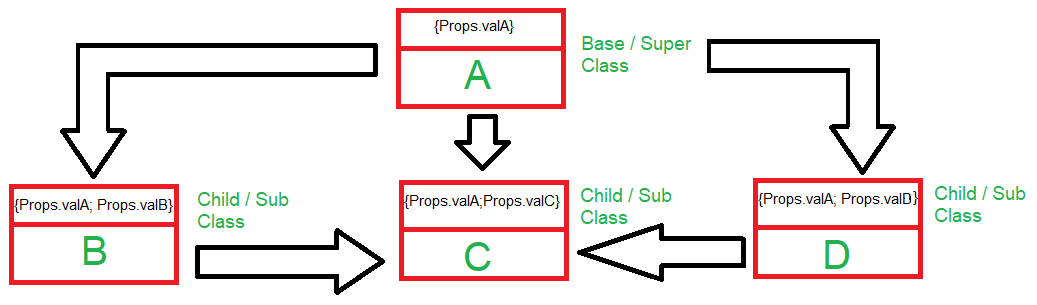 {Props.valA}
A
Base / Super
Class
{Props.valA; Props.valB}
B
Child / Sub
Class
{Props.valA;Props.valC}
C
Child / Sub
Class
{Props.valA; Props.valD}
D
Child / Sub
Class